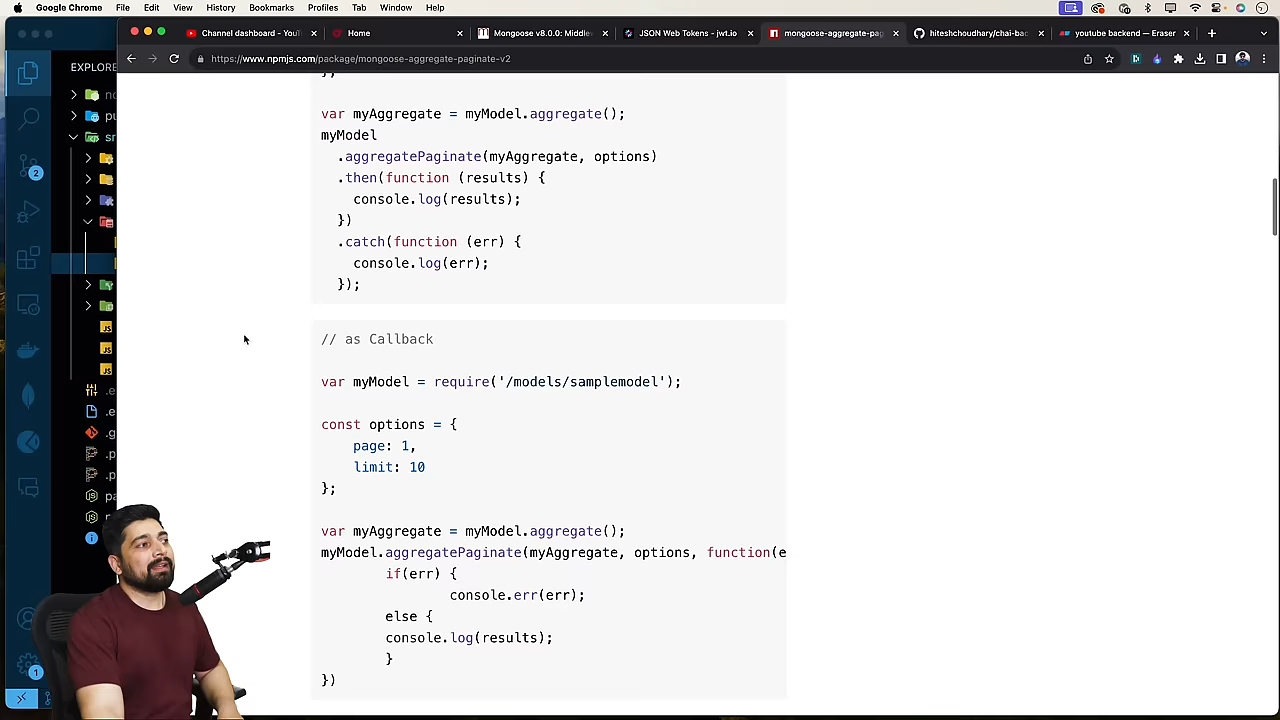 Google Chrome File Edit View History Bookmarks Profiles Tab Window Help
Channel dashboard - YouT Home Mongoose v8.0.0: Middlew JSON Web Tokens - jwt.io mongoose-aggregate-pag hiteshchoudhary/chai-bac youtube backend – Eraser
https://www.npmjs.com/package/mongoose-aggregate-paginate-v2
EXPLORE
};
var myAggregate = myModel.aggregate();
myModel
.aggregatePaginate(myAggregate, options)
.then(function (results) {
console.log(results);
})
.catch(function (err) {
console.log(err);
});
// as Callback
var myModel = require('/models/samplemodel');
const options = {
page: 1,
limit: 10
};
var myAggregate = myModel.aggregate();
myModel.aggregatePaginate(myAggregate, options, function(e
if(err) {
console.err(err);
else {
console.log(results);
}
})